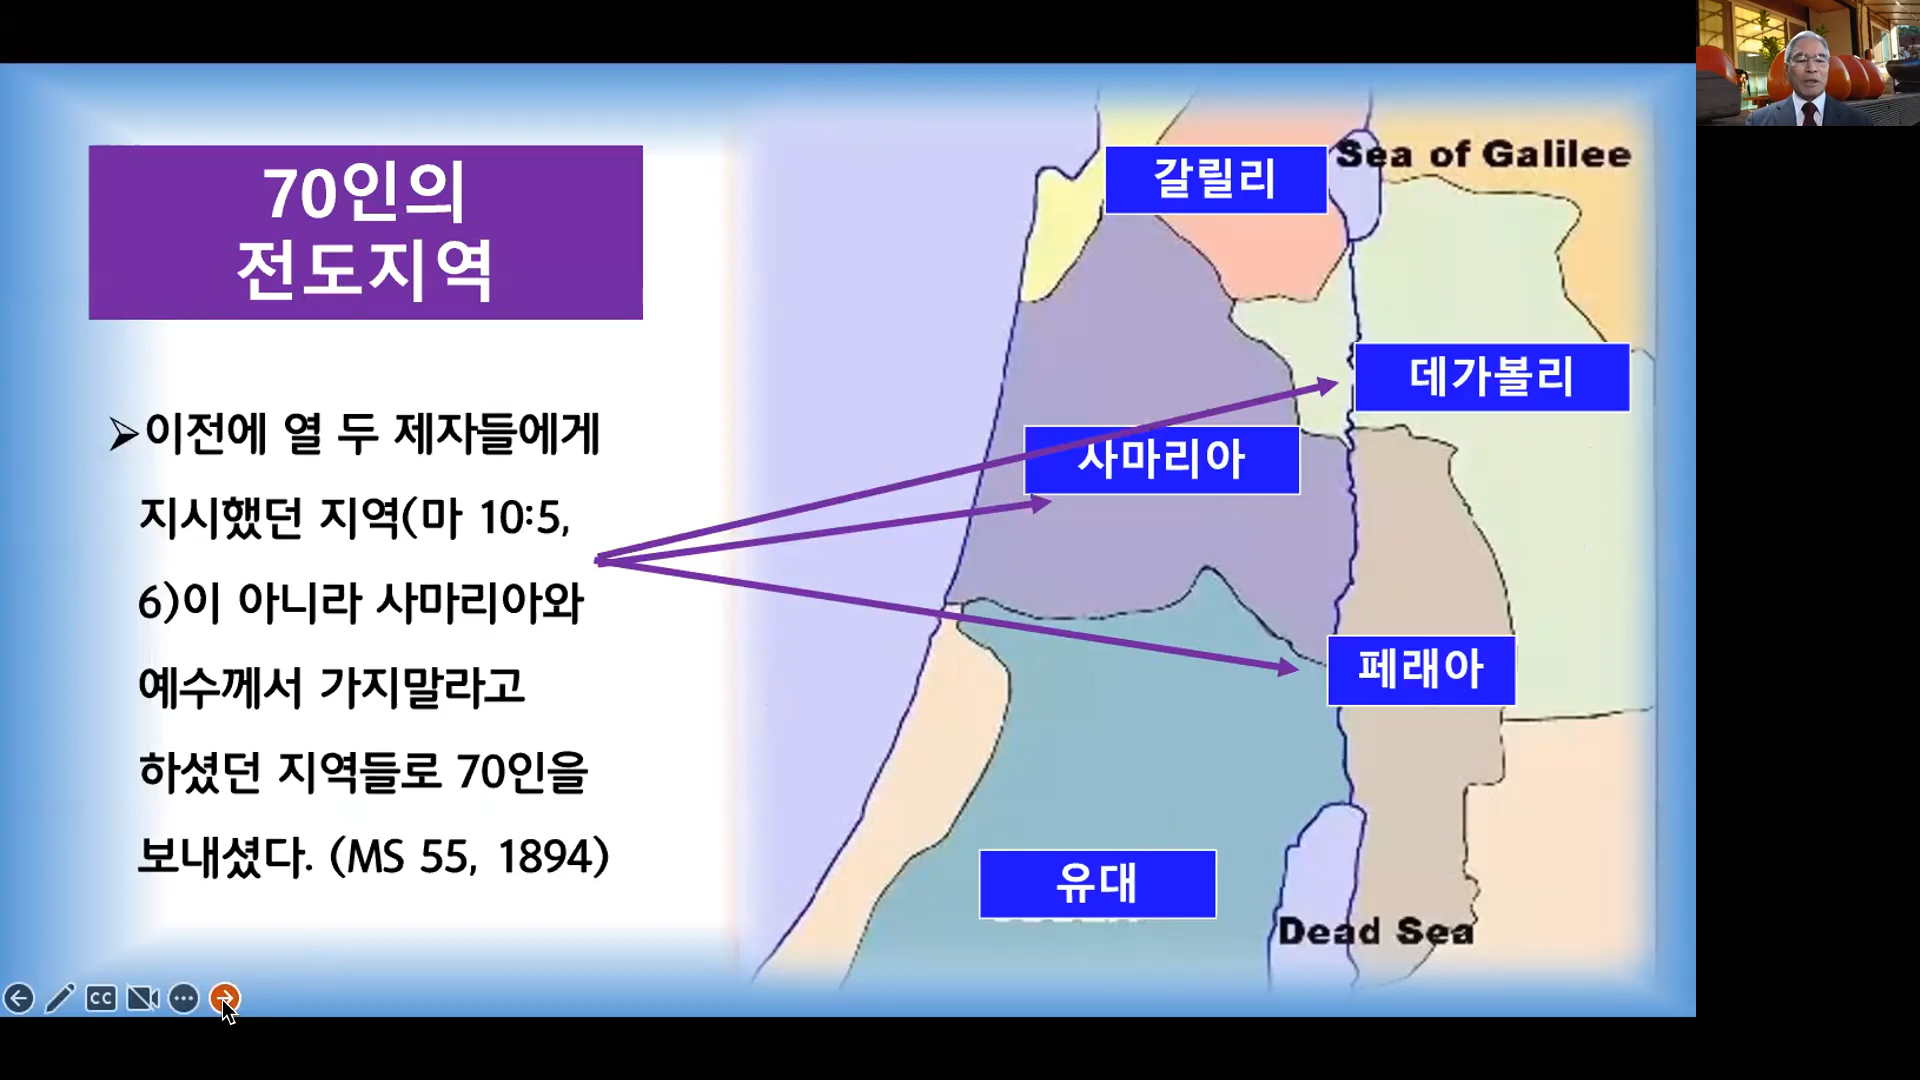 70인의
전도지역
➢이전에 열 두 제자들에게
지시했던 지역(마 10:5,
6)이 아니라 사마리아와
예수께서 가지말라고
하셨던 지역들로 70인을
보내셨다. (MS 55, 1894)
갈릴리
Sea of Galilee
데가볼리
사마리아
페래아
유대
Dead Sea
CC